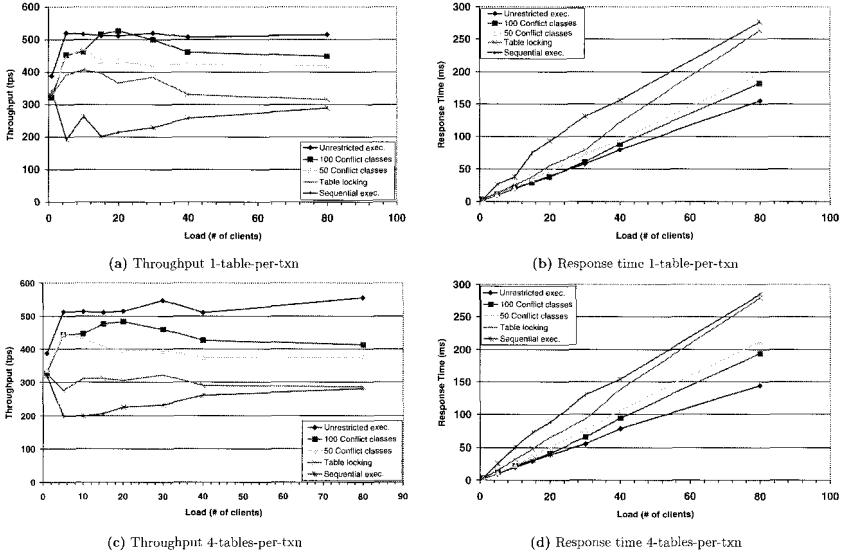 600
500
400
300
200
100
0
Throughput (tps)
0 20 40 60 80 100
Load (# of clients)
Unrestricted exec.
100 Conflict classes
50 Conflict classes
Table locking
Sequential exec.
(a) Throughput 1-table-per-txn
300
250
200
150
100
50
0
Response Time (ms)
0 20 40 60 80 100
Load (# of clients)
Unrestricted exec.
100 Conflict classes
50 Conflict classes
Table locking
Sequential exec.
(b) Response time 1-table-per-txn
600
500
400
300
200
100
0
Throughput (tps)
0 10 20 30 40 50 60 70 80 90
Load (# of clients)
Unrestricted exec.
100 Conflict classes
50 Conflict classes
Table locking
Sequential exec.
(c) Throughput 4-tables-per-txn
300
250
200
150
100
50
0
Response Time (ms)
0 20 40 60 80 100
Load (# of clients)
Unrestricted exec.
100 Conflict classes
50 Conflict classes
Table locking
Sequential exec.
(d) Response time 4-tables-per-txn